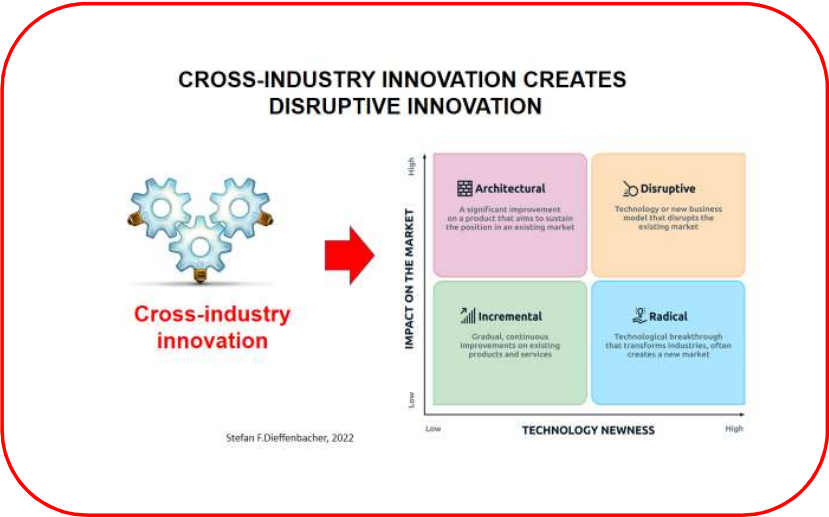 CROSS-INDUSTRY INNOVATION CREATES
DISRUPTIVE INNOVATION
Cross-industry
innovation
Stefan F.Dieffenbacher, 2022
IMPACT ON THE MARKET
High
Low
Architectural
A significant improvement
on a product that aims to sustain
the position in an existing market
Disruptive
Technology or new business
model that disrupts the
existing market
Incremental
Gradual, continuous
improvements on existing
products and services
Radical
Technological breakthrough
that transforms industries, often
creates a new market
Low
TECHNOLOGY NEWNESS
High